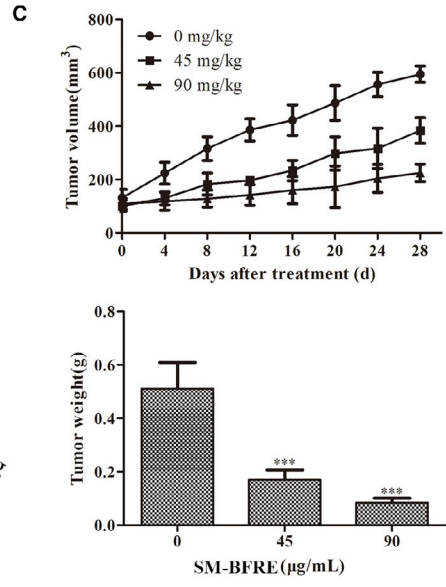 C
800
600
400
200
0
Tumor volume(mm³)
0 mg/kg
45 mg/kg
90 mg/kg
0 4 8 12 16 20 24 28
Days after treatment (d)
0.8
0.6
0.4
0.2
0.0
Tumor weight(g)
***
***
0 45 90
SM-BFRE(μg/mL)